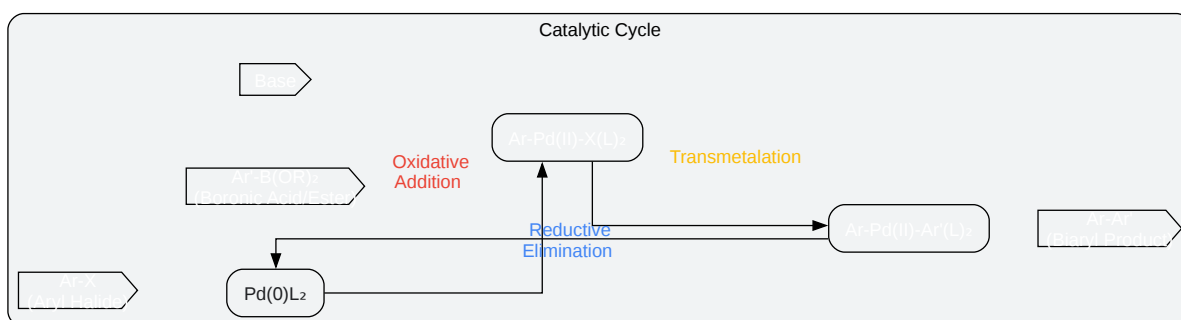 Catalytic Cycle
Base
Ar-Pd(II)-X(L)₂
Oxidative
Addition
Transmetalation
Ar'-B(OR)₂
(Boronic Acid/Ester)
Ar-Pd(II)-Ar'(L)₂
Ar-Ar'
(Biaryl Product)
Reductive
Elimination
Ar-X
(Aryl Halide)
Pd(0)L₂